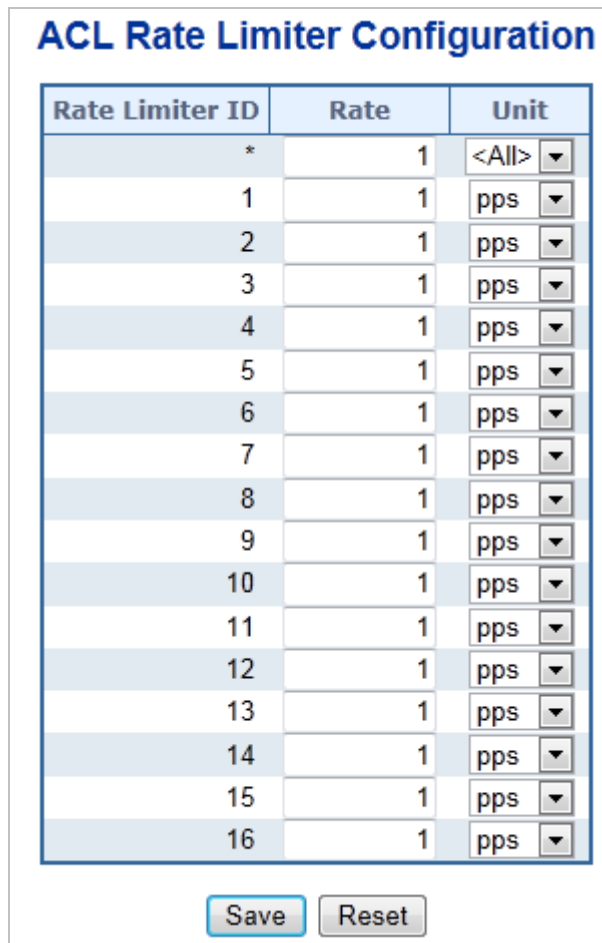 ACL Rate Limiter Configuration
Rate Limiter ID Rate Unit
* 1 <All>
1 1 pps
2 1 pps
3 1 pps
4 1 pps
5 1 pps
6 1 pps
7 1 pps
8 1 pps
9 1 pps
10 1 pps
11 1 pps
12 1 pps
13 1 pps
14 1 pps
15 1 pps
16 1 pps
Save Reset